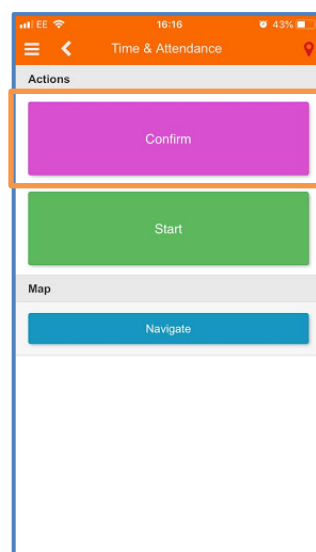 EE 16:16 43%
Time & Attendance
Actions
Confirm
Start
Map
Navigate